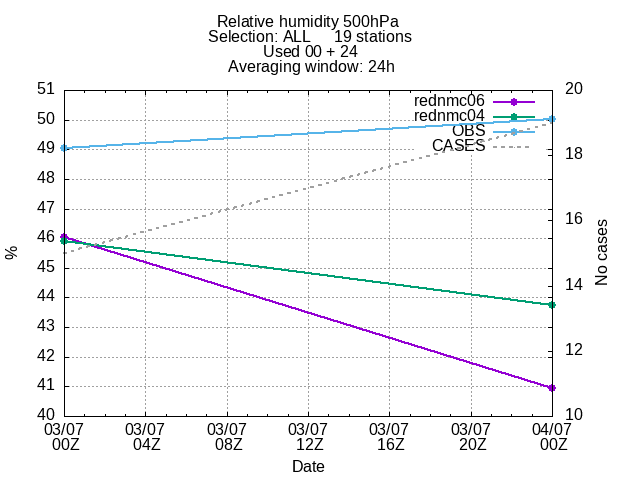 Relative humidity 500hPa
Selection: ALL 19 stations
Used 00 + 24
Averaging window: 24h
51 20
rednmc06
rednmc04
50
OBS
CASES
49 18
48
47
16
46
%
No cases
45
14
44
43
12
42
41
40 10
03/07 03/07 03/07 03/07 03/07 03/07 04/07
00Z 04Z 08Z 12Z 16Z 20Z 00Z
Date